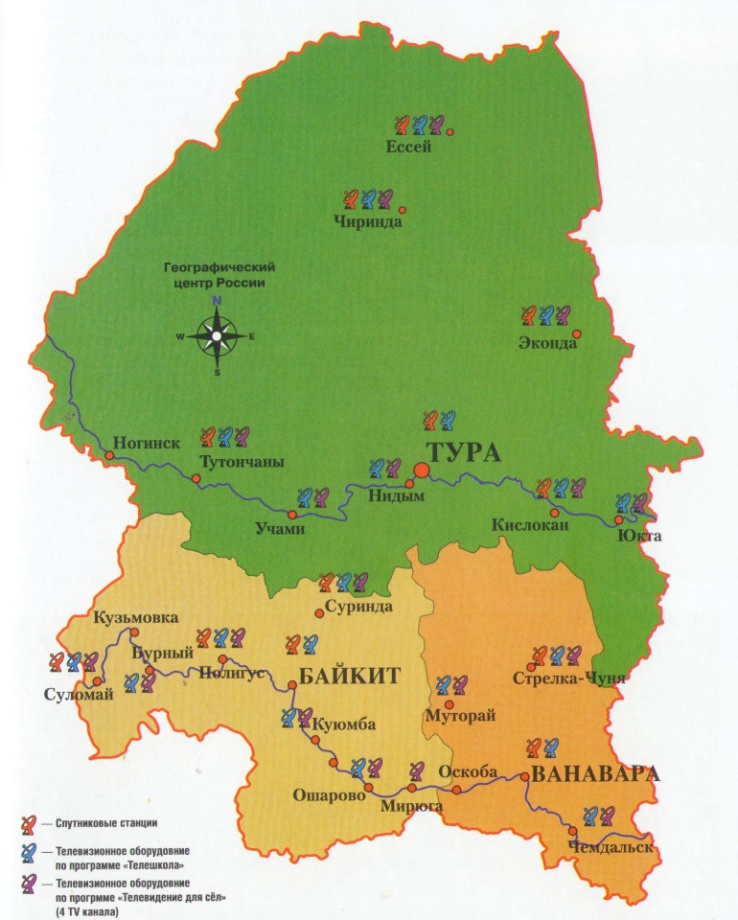 Ессей
Чиринда
Географический
центр России
N
W
E
S
Эконда
Ногинск
Тутончаны
ТУРА
Нидым
Учами
Кислокан
Юкта
Суринда
Кузьмовка
Бурный
Полигус
БАЙКИТ
Стрелка-Чуня
Суломай
Муторай
Куюмба
Оскоба
ВАНАВАРА
Ошарово
Мирюга
Чемдальск
— Спутниковые станции
— Телевизионное оборудовние
по программе «Телешкола»
— Телевизионное оборудовние
по прогрмме «Телевидение для сёл»
(4 TV канала)